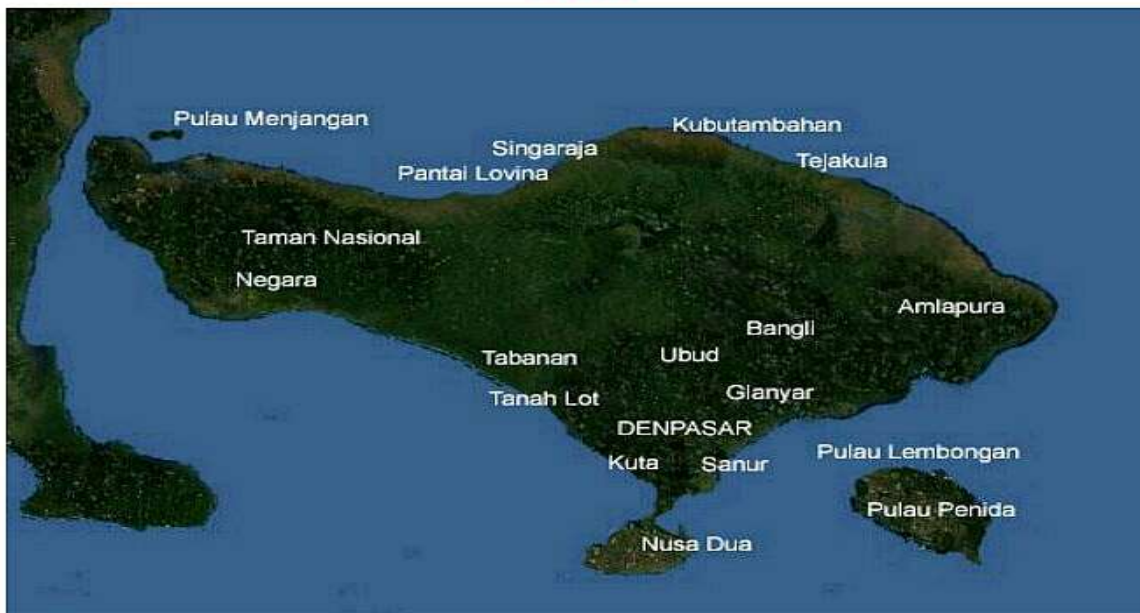 Pulau Menjangan
Kubutambahan
Singaraja
Tejakula
Pantai Lovina
Taman Nasional
Negara
Amlapura
Bangli
Ubud
Tabanan
Gianyar
Tanah Lot
DENPASAR
Pulau Lembongan
Kuta
Sanur
Pulau Penida
Nusa Dua